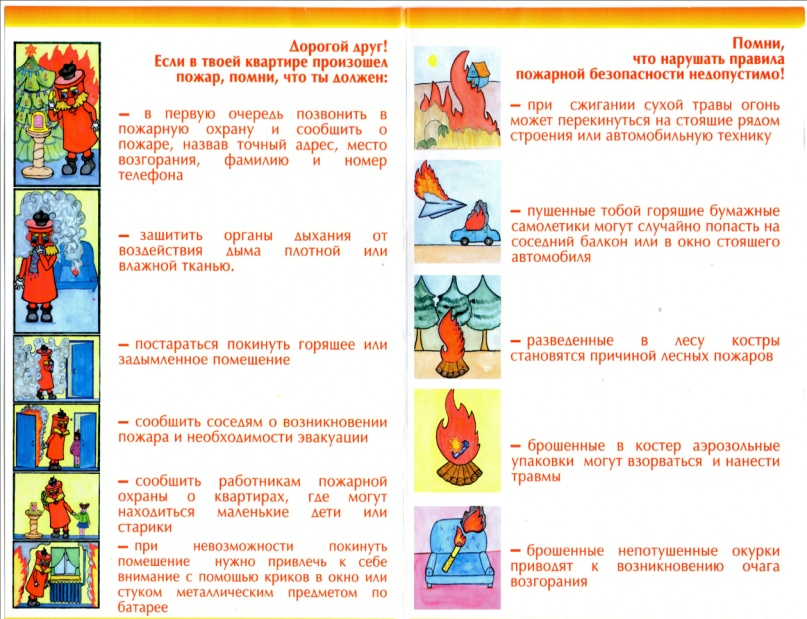 Дорогой друг!
Если в твоей квартире произошел
пожар, помни, что ты должен:
– в первую очередь позвонить в
пожарную охрану и сообщить о
пожаре, назвав точный адрес, место
возгорания, фамилию и номер
телефона
– защитить органы дыхания от
воздействия дыма плотной или
влажной тканью.
– постараться покинуть горящее или
задымленное помещение
– сообщить соседям о возникновении
пожара и необходимости эвакуации
– сообщить работникам пожарной
охраны о квартирах, где могут
находиться маленькие дети или
старики
– при невозможности покинуть
помещение нужно привлечь к себе
внимание с помощью криков в окно или
стуком металлическим предметом по
батарее
Помни,
что нарушать правила
пожарной безопасности недопустимо!
– при сжигании сухой травы огонь
может перекинуться на стоящие рядом
строения или автомобильную технику
– пущенные тобой горящие бумажные
самолетики могут случайно попасть на
соседний балкон или в окно стоящего
автомобиля
– разведенные в лесу костры
становятся причиной лесных пожаров
– брошенные в костер аэрозольные
упаковки могут взорваться и нанести
травмы
– брошенные непотушенные окурки
приводят к возникновению очага
возгорания